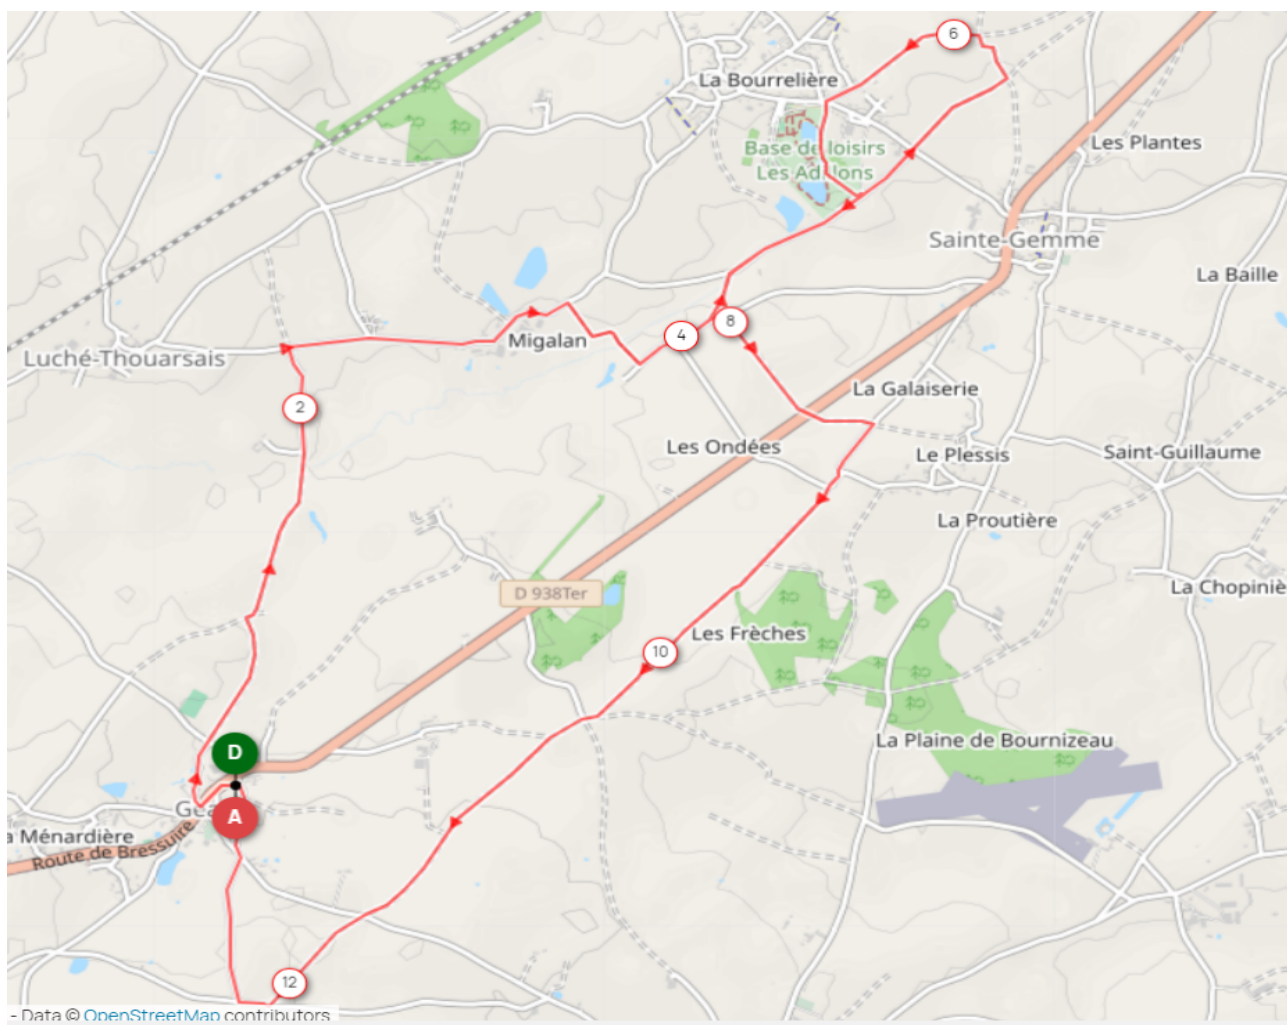 6
La Bourrelière
Les Plantes
Base de loisirs
Les Adillons
Sainte-Gemme
La Baille
8
4
Migalan
Luché-Thouarsais
La Galaiserie
2
Les Ondées
Le Plessis
Saint-Guillaume
La Proutière
D 938Ter
La Chopiniè
Les Frèches
10
La Plaine de Bournizeau
D
A
a Ménardière
Route de Bressuire
12
- Data © OpenStreetMap contributors